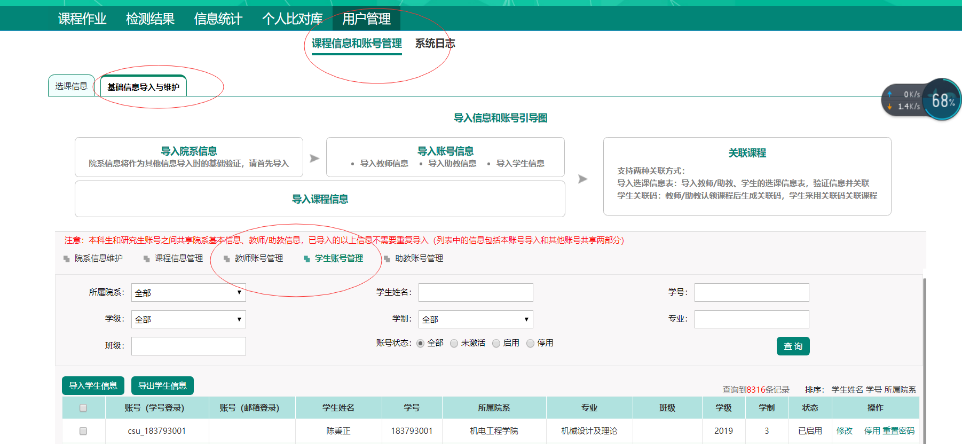 课程作业 检测结果 信息统计 个人比对库 用户管理
课程信息和账号管理 系统日志
选课信息 基础信息导入与维护
0K/s
1.4K/s
68%
导入信息和账号引导图
导入院系信息
院系信息将作为其他信息导入时的基础验证，请首先导入
导入账号信息
• 导入教师信息 • 导入助教信息 • 导入学生信息
导入课程信息
关联课程
支持两种关联方式：
导入选课信息表：导入教师/助教、学生的选课信息表，验证信息并关联
学生关联码：教师/助教认领课程后生成关联码，学生采用关联码关联课程
注意：本科生和研究生账号之间共享院系基本信息、教师/助教信息，已导入的以上信息不需要重复导入（列表中的信息包括本账号导入和其他账号共享两部分）
院系信息维护 课程信息管理 教师账号管理 学生账号管理 助教账号管理
所属院系： 全部 学生姓名： 学号：
学级： 全部 学制： 全部 专业：
班级： 账号状态： 全部 未激活 启用 停用 查 询
导入学生信息 导出学生信息 查询到8316条记录 排序： 学生姓名 学号 所属院系
账号（学号登录） 账号（邮箱登录） 学生姓名 学号 所属院系 专业 班级 学级 学制 状态 操作
csu_183793001 陈善正 183793001 机电工程学院 机械设计及理论 2019 3 已启用 修改 停用 重置密码